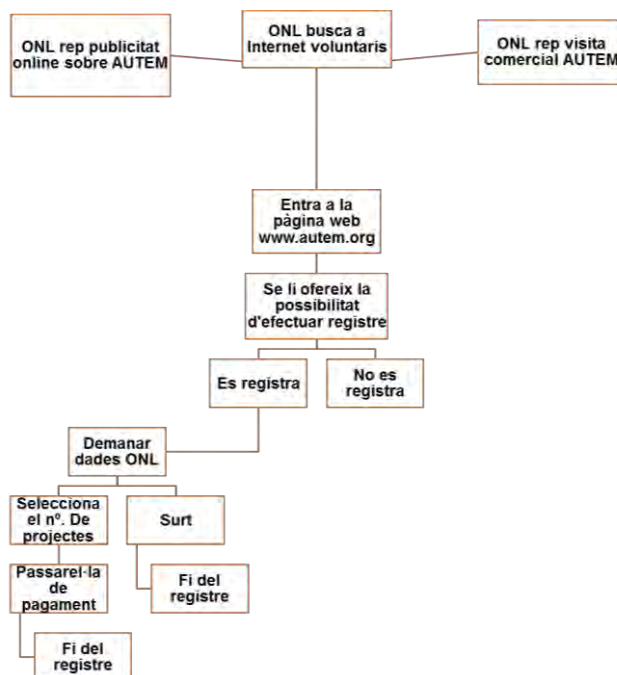 ONL rep publicitat
online sobre AUTEM
ONL busca a
Internet voluntaris
ONL rep visita
comercial AUTEM
Entra a la
pàgina web
www.autem.org
Se li ofereix la
possibilitat
d'efectuar registre
Es registra
No es
registra
Demanar
dades ONL
Selecciona
el nº. De
projectes
Surt
Passarel·la
de
pagament
Fi del
registre
Fi del
registre